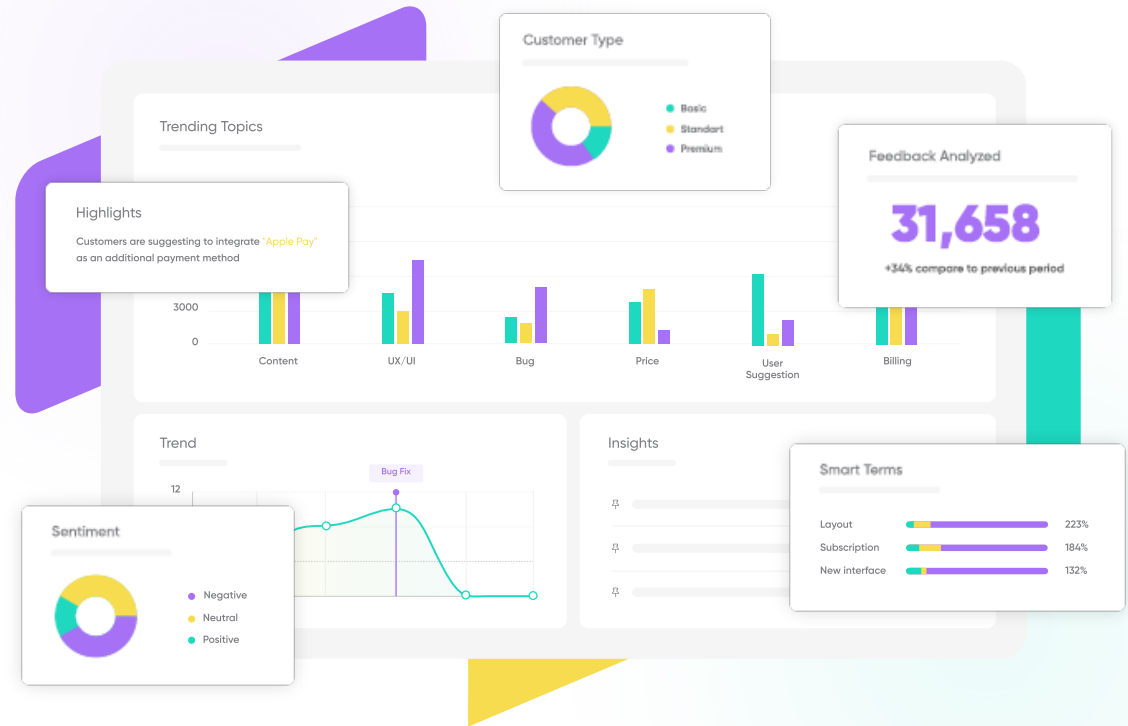 Customer Type
Basic
Standart
Premium
Trending Topics
Feedback Analyzed
31,658
+34% compare to previous period
Highlights
Customers are suggesting to integrate "Apple Pay"
as an additional payment method
3000
0
Content
UX/UI
Bug
Price
User
Suggestion
Billing
Trend
Bug Fix
12
Insights
Smart Terms
Layout 223%
Subscription 184%
New interface 132%
Sentiment
Negative
Neutral
Positive